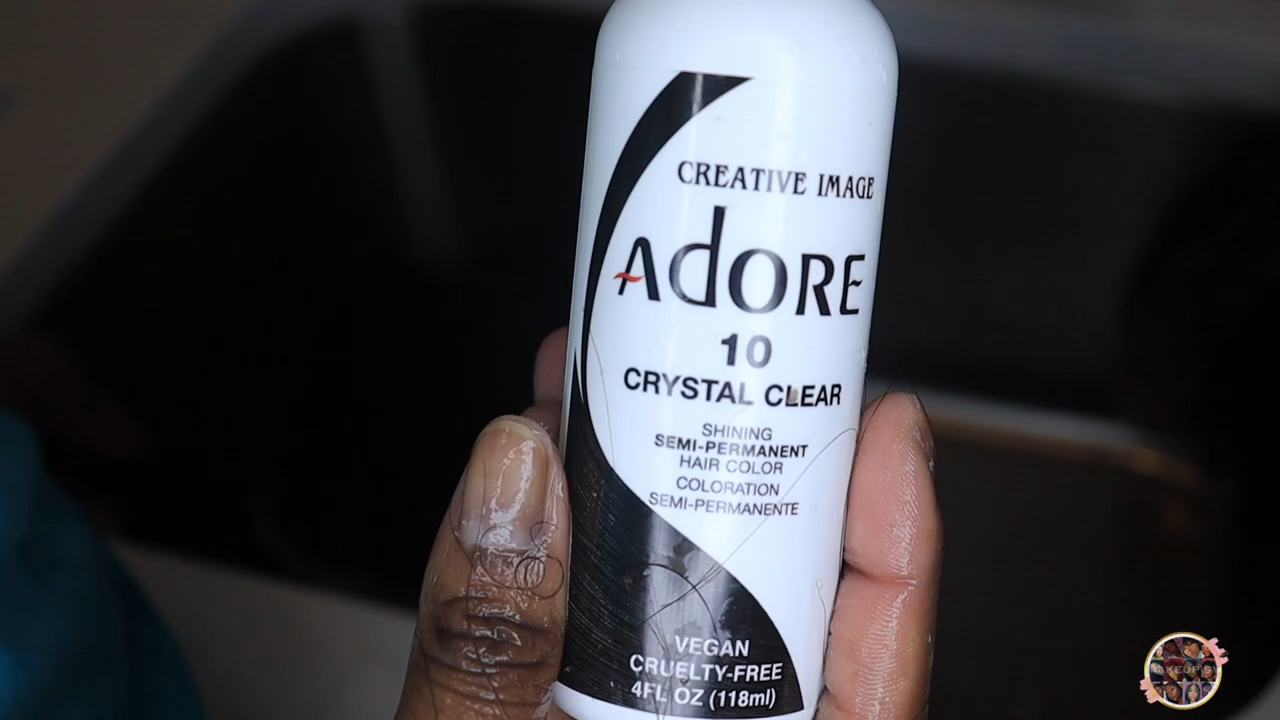 CREATIVE IMAGE
ADORE
10
CRYSTAL CLEAR
SHINING
SEMI-PERMANENT
HAIR COLOR
COLORATION
SEMI-PERMANENTE
VEGAN
CRUELTY-FREE
4FL OZ (118ml)